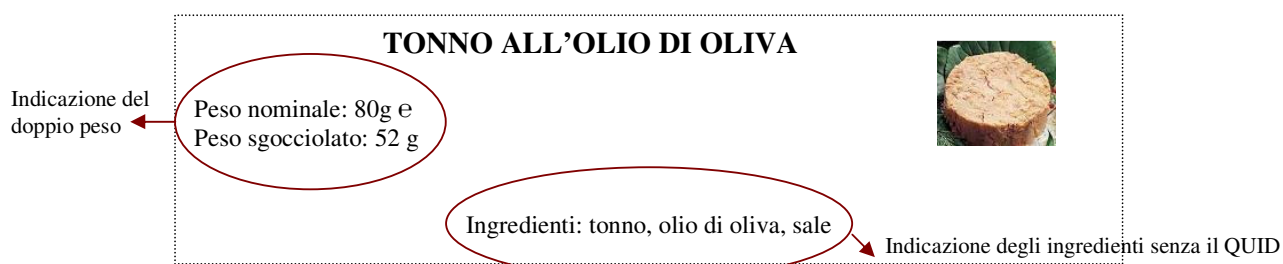 TONNO ALL’OLIO DI OLIVA
Indicazione del
doppio peso
Peso nominale: 80g ℮
Peso sgocciolato: 52 g
Ingredienti: tonno, olio di oliva, sale
Indicazione degli ingredienti senza il QUID